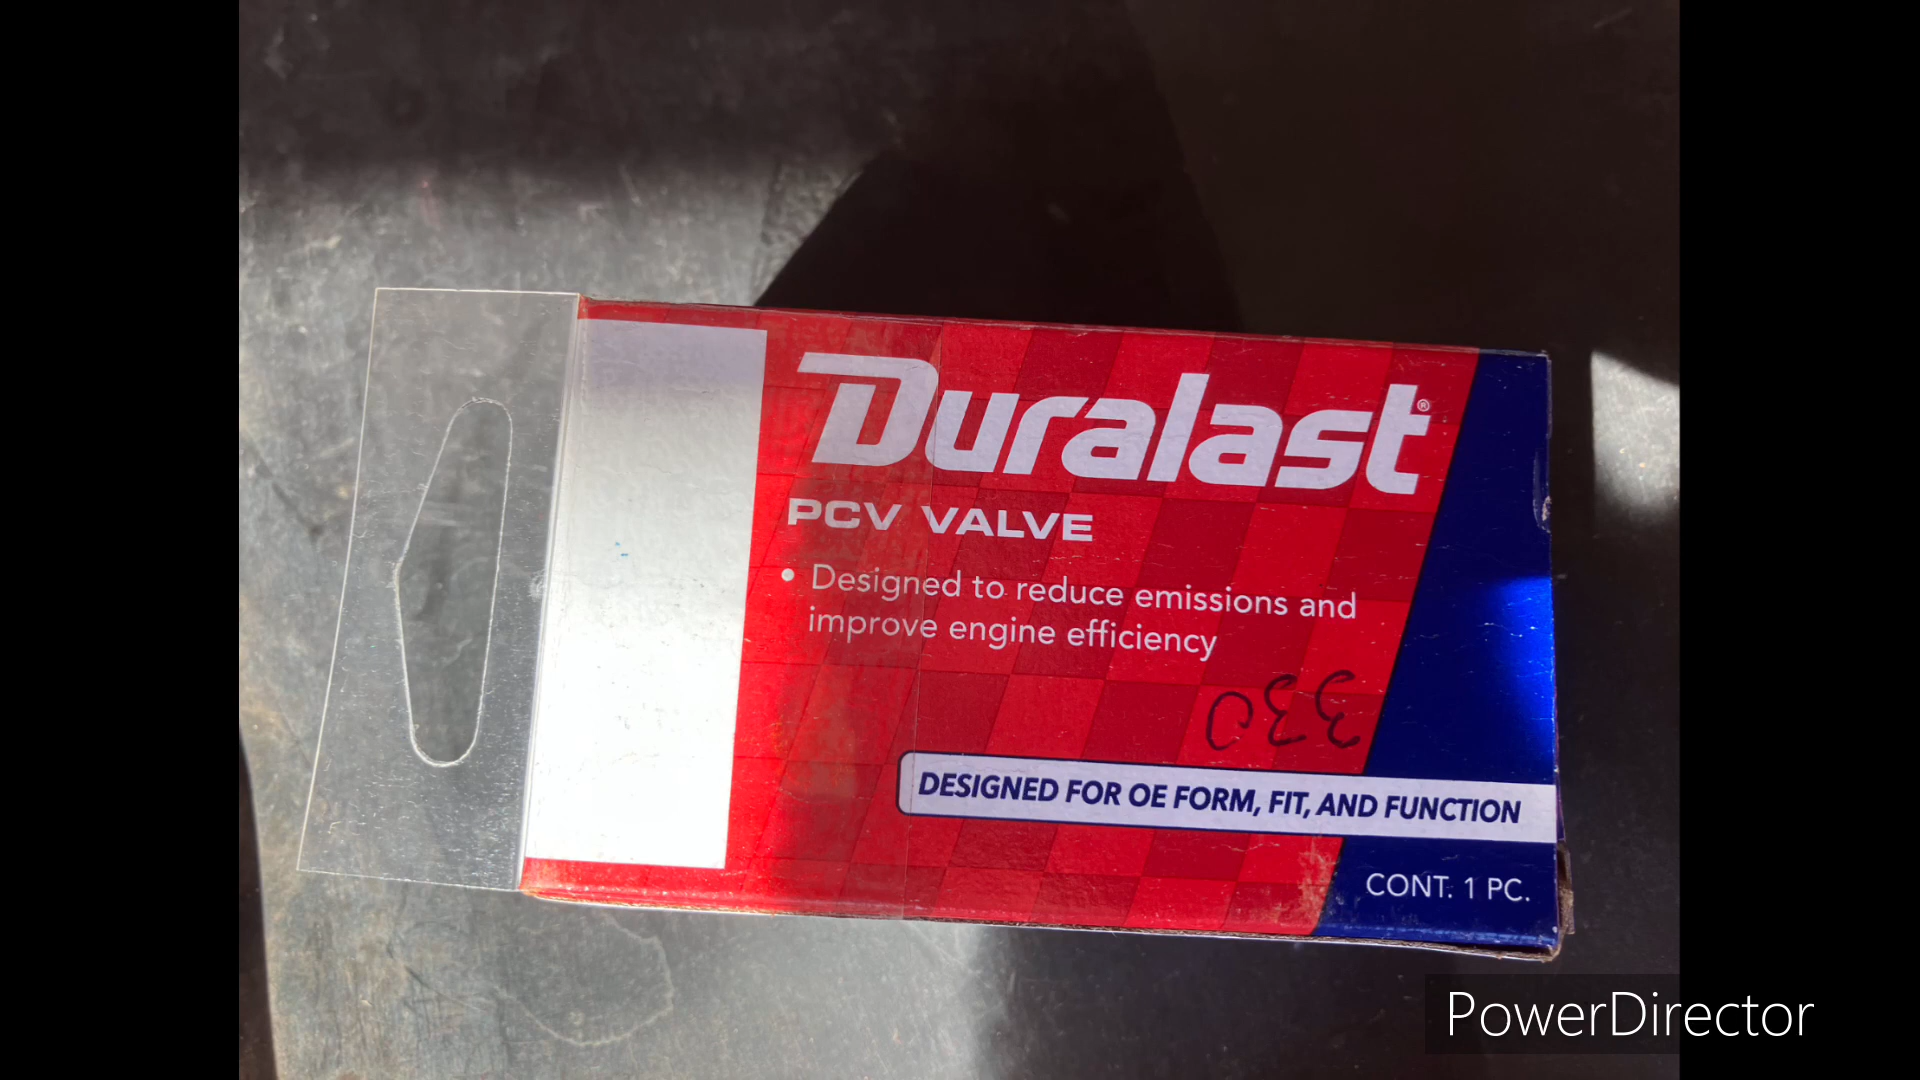 Duralast®
PCV VALVE
• Designed to reduce emissions and
improve engine efficiency
330
DESIGNED FOR OE FORM, FIT, AND FUNCTION
CONT. 1 PC.
PowerDirector